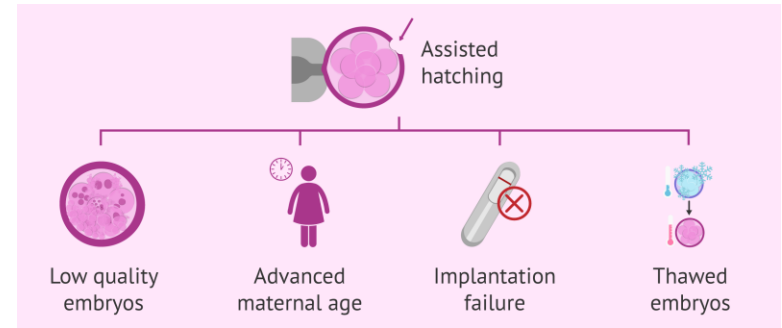 Assisted
hatching
Low quality
embryos
Advanced
maternal age
Implantation
failure
Thawed
embryos